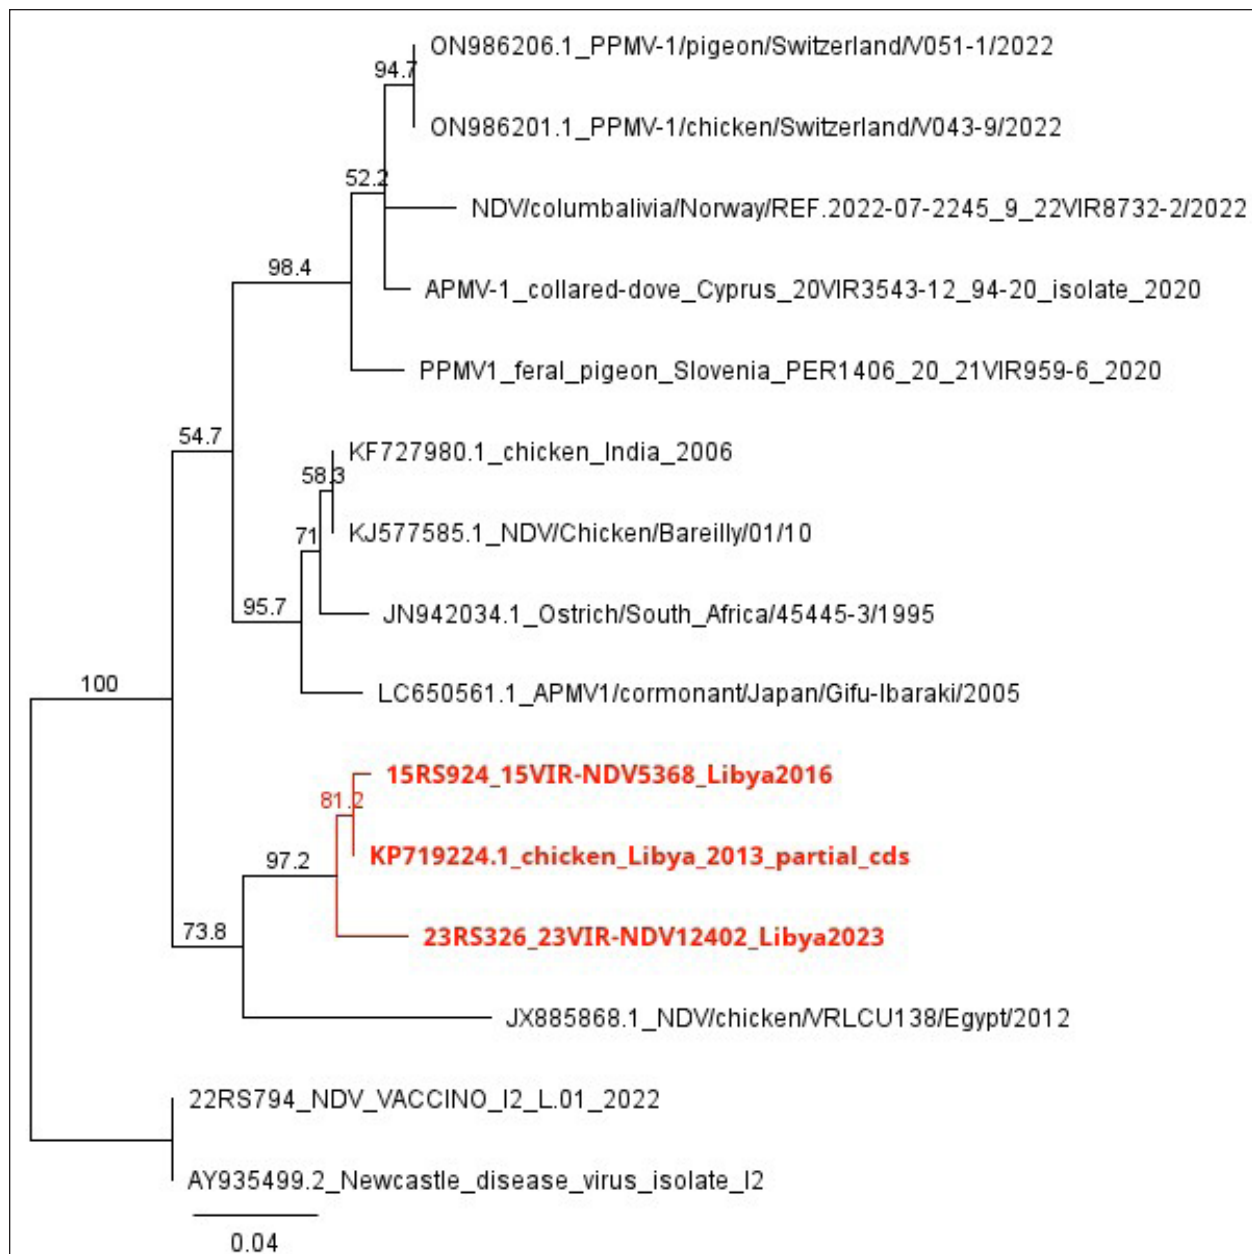 ON986206.1_PPMV-1/pigeon/Switzerland/V051-1/2022
94.7
ON986201.1_PPMV-1/chicken/Switzerland/V043-9/2022
52.2
NDV/columbalivia/Norway/REF.2022-07-2245_9_22VIR8732-2/2022
98.4
APMV-1_collared-dove_Cyprus_20VIR3543-12_94-20_isolate_2020
PPMV1_feral_pigeon_Slovenia_PER1406_20_21VIR959-6_2020
54.7
KF727980.1_chicken_India_2006
58.3
KJ577585.1_NDV/Chicken/Bareilly/01/10
71
95.7
JN942034.1_Ostrich/South_Africa/45445-3/1995
100
LC650561.1_APMV1/cormonant/Japan/Gifu-Ibaraki/2005
15RS924_15VIR-NDV5368_Libya2016
81.2
KP719224.1_chicken_Libya_2013_partial_cds
97.2
73.8
23RS326_23VIR-NDV12402_Libya2023
JX885868.1_NDV/chicken/VRLCU138/Egypt/2012
22RS794_NDV_VACCINO_I2_L.01_2022
AY935499.2_Newcastle_disease_virus_isolate_I2
0.04